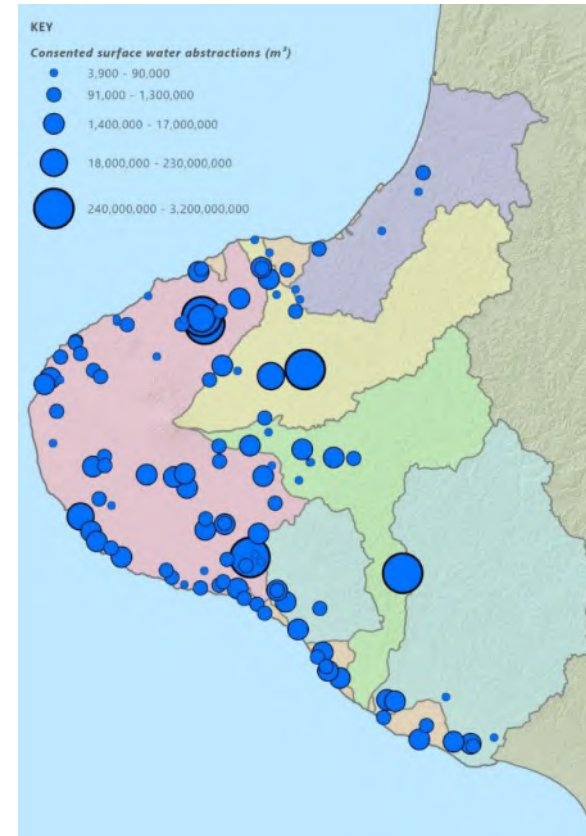 KEY
Consented surface water abstractions (m³)
3,900 - 90,000
91,000 - 1,300,000
1,400,000 - 17,000,000
18,000,000 - 230,000,000
240,000,000 - 3,200,000,000